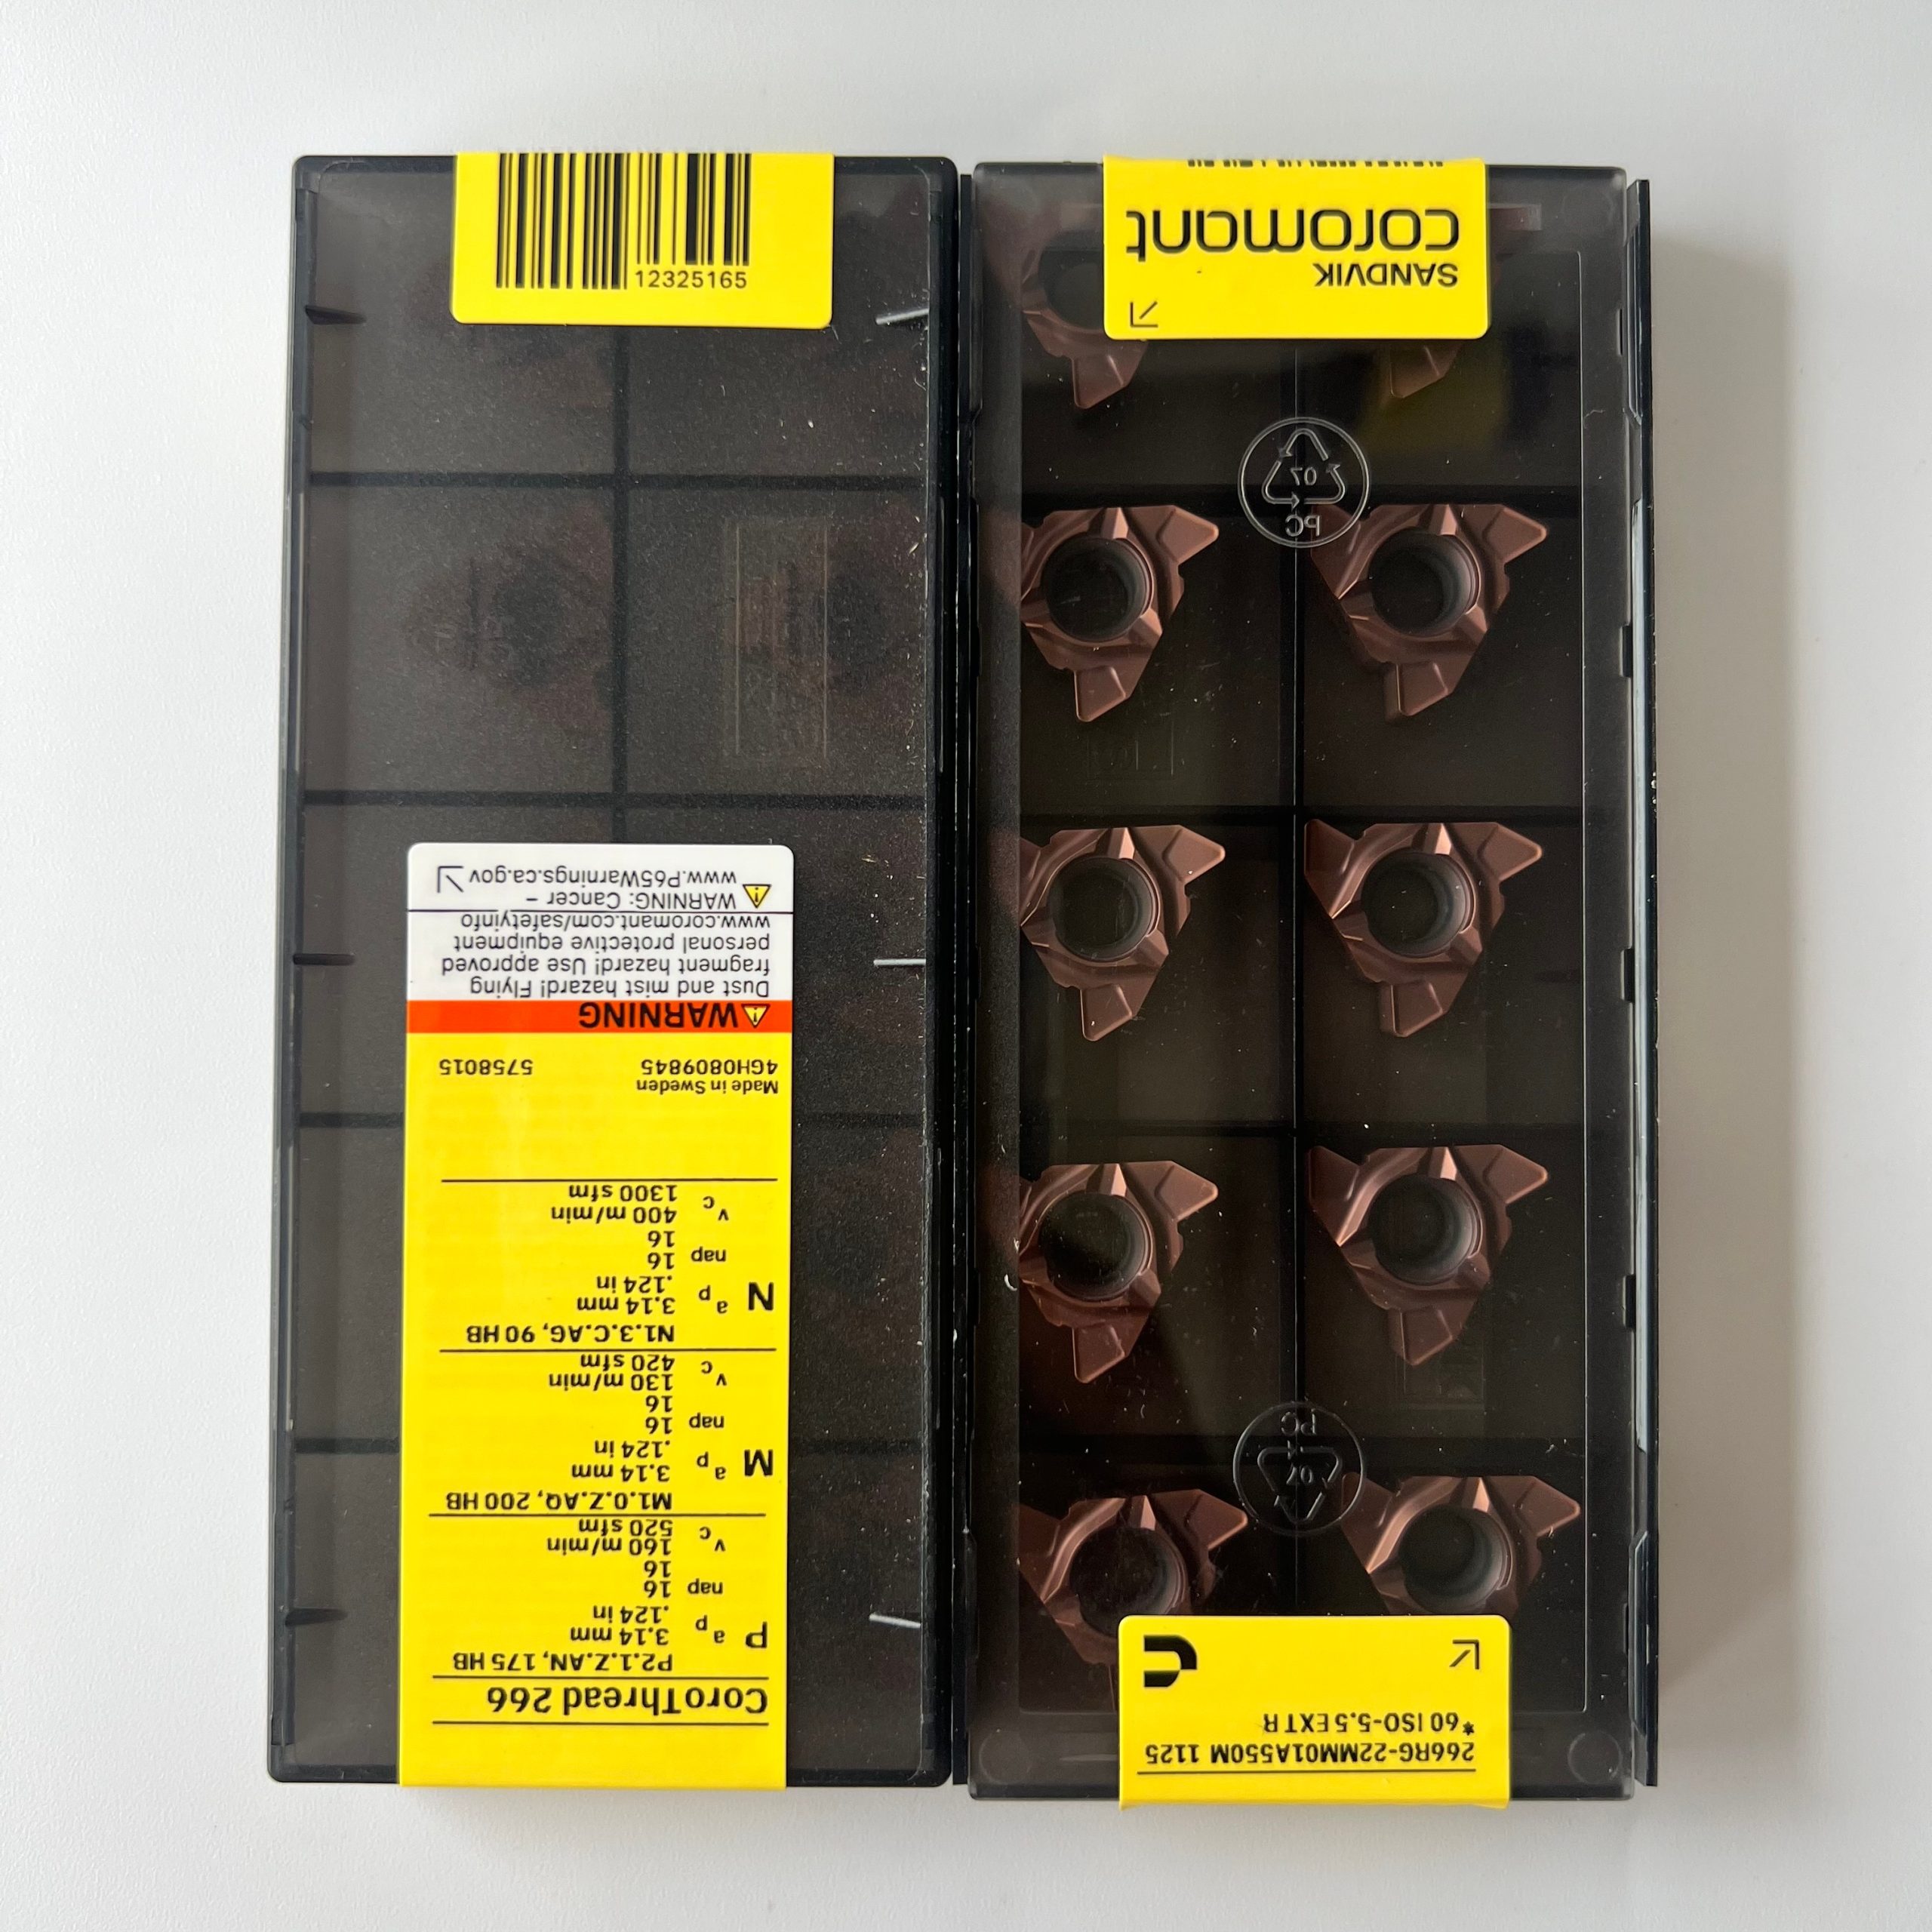 12325165
CoroThread 266
P2.1.Z.AN, 175 HB
P
a p 3.14 mm
.124 in
nap 16
16
v c 160 m/min
520 sfm
M1.0.Z.AQ, 200 HB
M
a p 3.14 mm
.124 in
nap 16
16
v c 130 m/min
420 sfm
N1.3.C.AG, 90 HB
N
a p 3.14 mm
.124 in
nap 16
16
v c 400 m/min
1300 sfm
Made in Sweden
4GH0809845 5758015
WARNING
Dust and mist hazard! Flying
fragment hazard! Use approved
personal protective equipment
www.coromant.com/safetyinfo
WARNING: Cancer –
www.P65Warnings.ca.gov
266RG-22MM01A550M 1125
*60 ISO-5.5 EXT R
07
PC
07
PC
SANDVIK
coromant